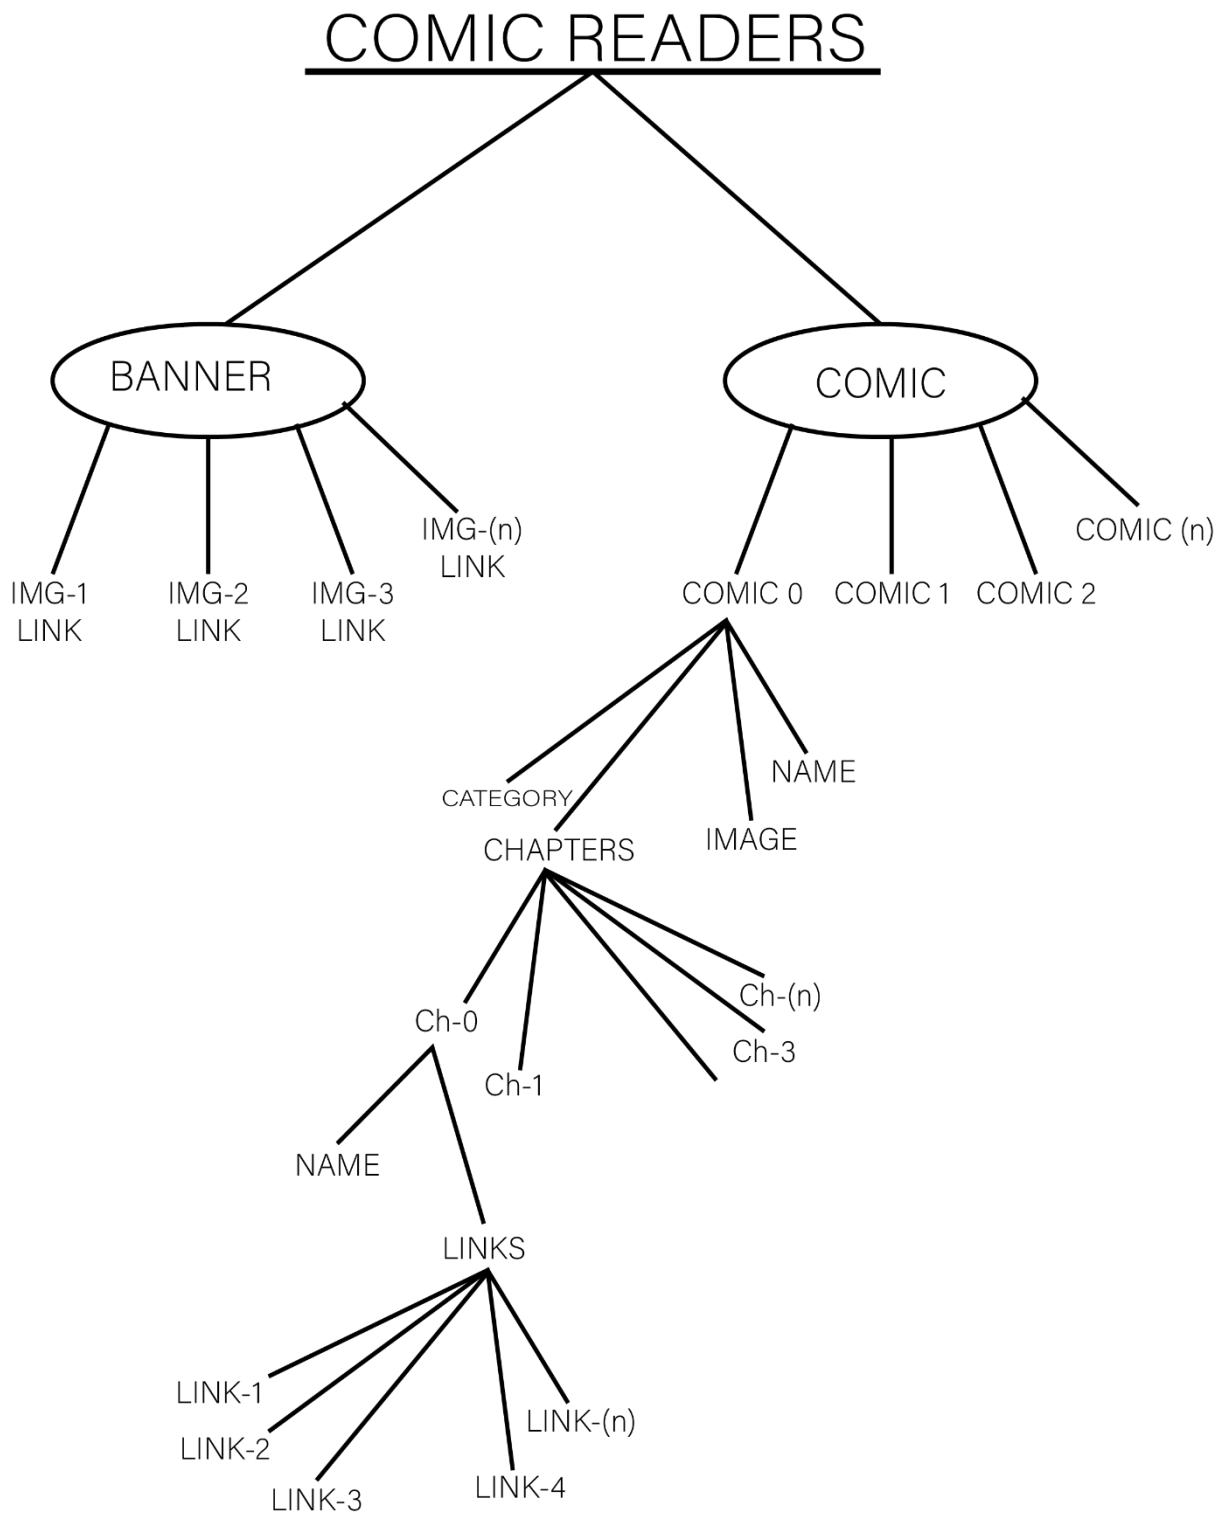 COMIC READERS
BANNER
COMIC
IMG-1
LINK
IMG-2
LINK
IMG-3
LINK
IMG-(n)
LINK
COMIC 0
COMIC 1
COMIC 2
COMIC (n)
CATEGORY
CHAPTERS
IMAGE
NAME
Ch-0
Ch-1
Ch-3
Ch-(n)
NAME
LINKS
LINK-1
LINK-2
LINK-3
LINK-4
LINK-(n)